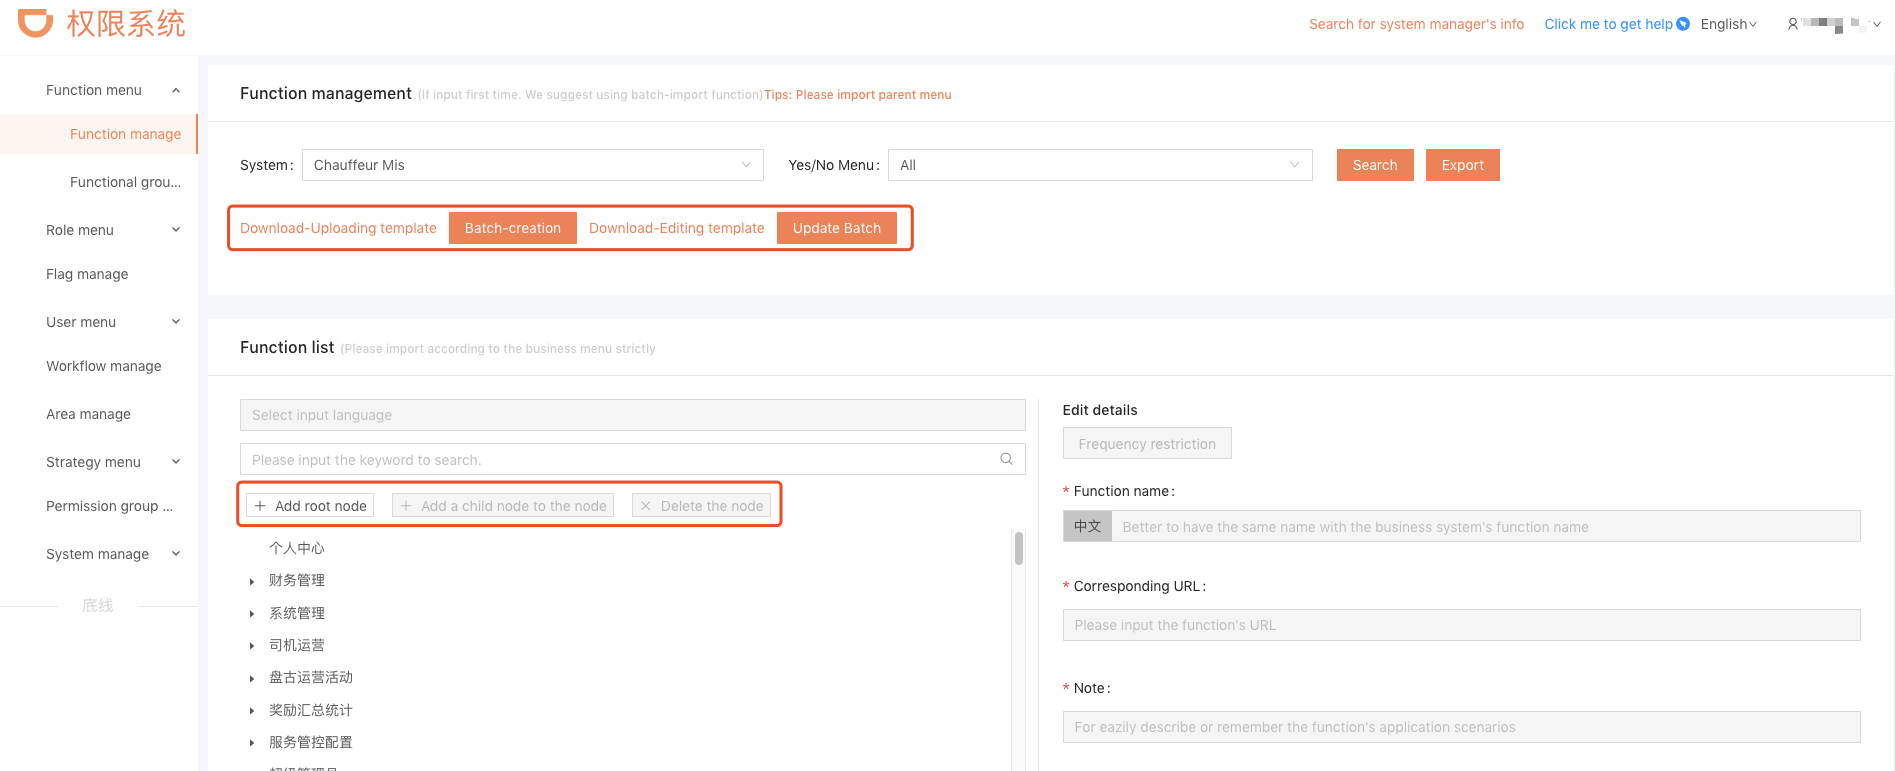 权限系统
Search for system manager's info Click me to get help English
Function menu
Function manage
Functional grou...
Role menu
Flag manage
User menu
Workflow manage
Area manage
Strategy menu
Permission group ...
System manage
底线
Function management (If input first time. We suggest using batch-import function)Tips: Please import parent menu
System: Chauffeur Mis Yes/No Menu: All Search Export
Download-Uploading template Batch-creation Download-Editing template Update Batch
Function list (Please import according to the business menu strictly
Select input language
Please input the keyword to search.
+ Add root node + Add a child node to the node × Delete the node
个人中心
财务管理
系统管理
司机运营
盘古运营活动
奖励汇总统计
服务管控配置
Edit details
Frequency restriction
* Function name:
中文 Better to have the same name with the business system's function name
* Corresponding URL:
Please input the function's URL
* Note:
For eazily describe or remember the function's application scenarios